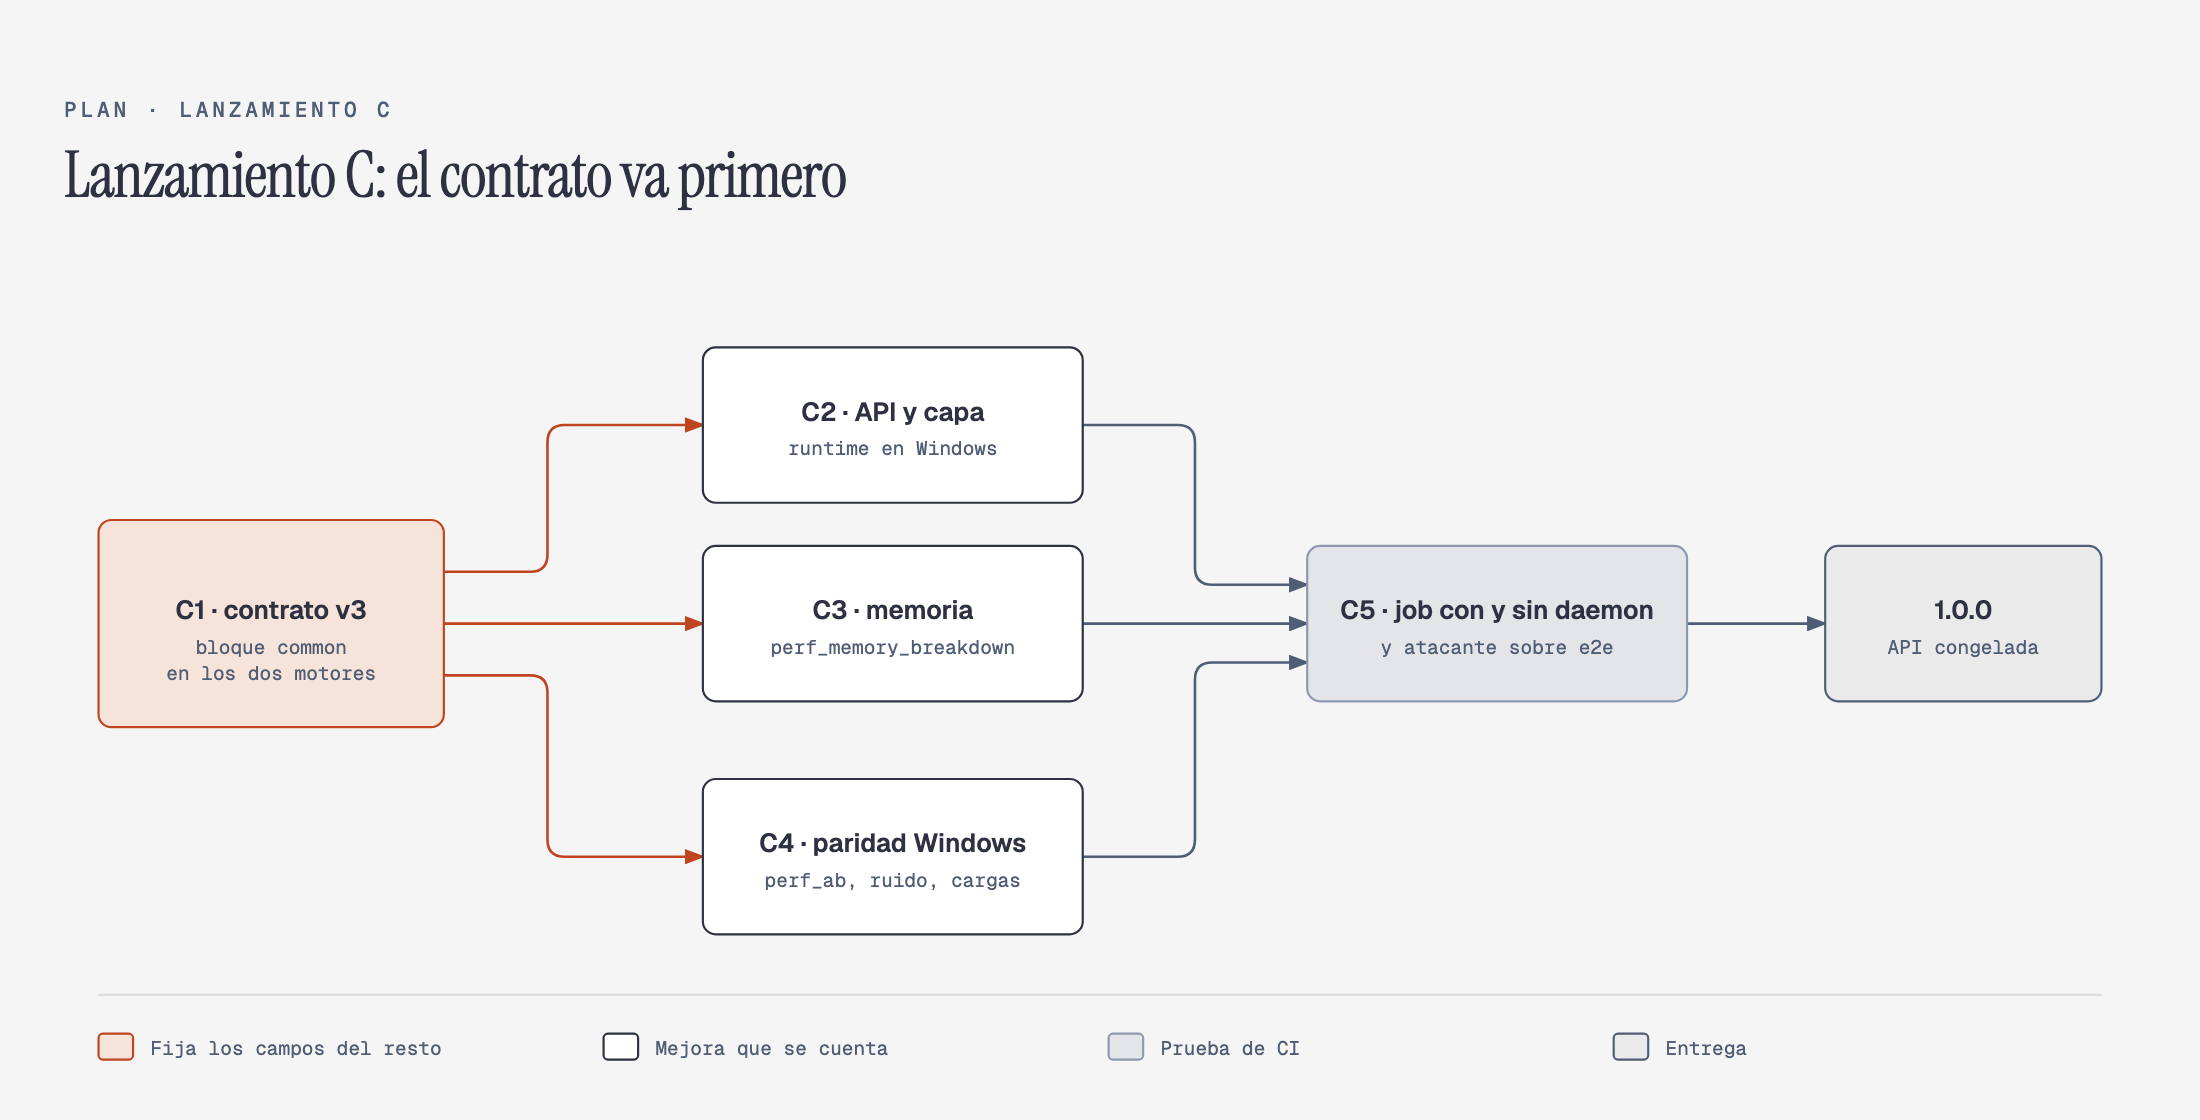 PLAN · LANZAMIENTO C
Lanzamiento C: el contrato va primero
C1 · contrato v3
bloque common
en los dos motores
C2 · API y capa
runtime en Windows
C3 · memoria
perf_memory_breakdown
C4 · paridad Windows
perf_ab, ruido, cargas
C5 · job con y sin daemon
y atacante sobre e2e
1.0.0
API congelada
Fija los campos del resto
Mejora que se cuenta
Prueba de CI
Entrega